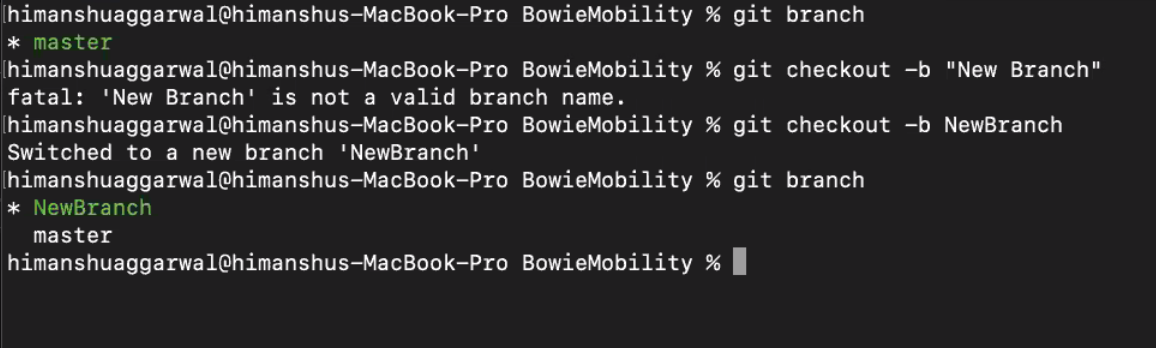 himanshuaggarwal@himanshus-MacBook-Pro BowieMobility % git branch
* master
himanshuaggarwal@himanshus-MacBook-Pro BowieMobility % git checkout -b "New Branch"
fatal: 'New Branch' is not a valid branch name.
himanshuaggarwal@himanshus-MacBook-Pro BowieMobility % git checkout -b NewBranch
Switched to a new branch 'NewBranch'
himanshuaggarwal@himanshus-MacBook-Pro BowieMobility % git branch
* NewBranch
  master
himanshuaggarwal@himanshus-MacBook-Pro BowieMobility %